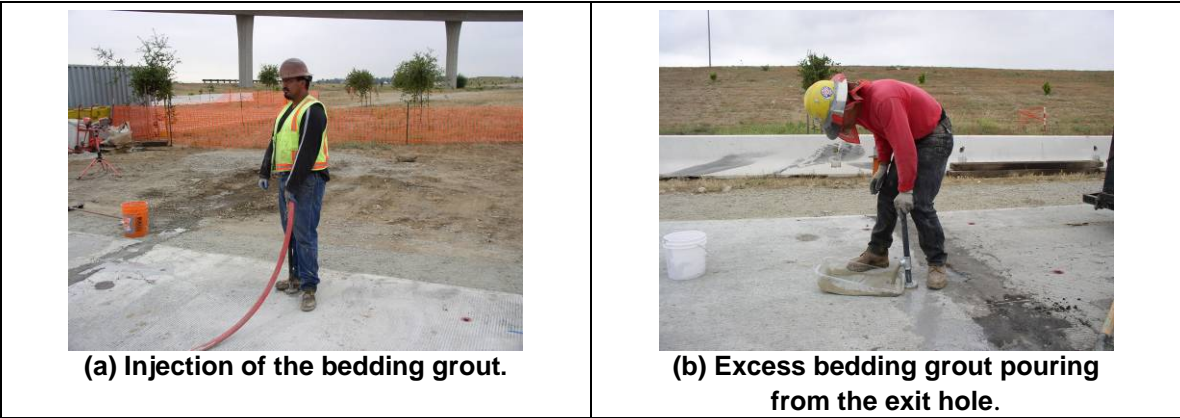 (a) Injection of the bedding grout.
(b) Excess bedding grout pouring
from the exit hole.